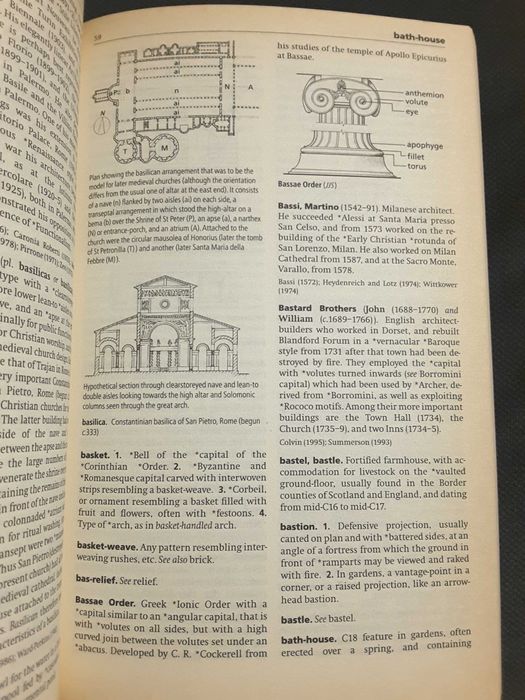 59
bath-house
ai
ai
P
b
n
N
A
ai
ai
T
M
Plan showing the basilican arrangement that was to be the
model for later medieval churches (although the orientation
differs from the usual one of altar at the east end). It consists
of a nave (n) flanked by two aisles (ai) on each side, a
transeptal arrangement in which stood the high-altar on a
bema (b) over the Shrine of St Peter (P), an apse (a), a narthex
(N) or entrance-porch, and an atrium (A). Attached to the
church were the circular mausolea of Honorius (later the tomb
of St Petronilla (T)) and another (later Santa Maria della
Febbre (M)).
Hypothetical section through clearstoreyed nave and lean-to
double aisles looking towards the high altar and Solomonic
columns seen through the great arch.
basilica. Constantinian basilica of San Pietro, Rome (begun
c333)
basket. 1. *Bell of the *capital of the
*Corinthian *Order. 2. *Byzantine and
Romanesque capital carved with interwoven
strips resembling a basket-weave. 3. *Corbeil,
or ornament resembling a basket filled with
fruit and flowers, often with *festoons. 4.
Type of *arch, as in basket-handled arch.
basket-weave. Any pattern resembling inter-
weaving rushes, etc. See also brick.
bas-relief. See relief.
Bassae Order. Greek *Ionic Order with a
*capital similar to an *angular capital, that is
with *volutes on all sides, but with a high
curved join between the volutes set under an
*abacus. Developed by C. R. *Cockerell from
his studies of the temple of Apollo Epicurius
at Bassae.
anthemion
volute
eye
apophyge
fillet
torus
Bassae Order (JJS)
Bassi, Martino (1542–91). Milanese architect.
He succeeded *Alessi at Santa Maria presso
San Celso, and from 1573 worked on the re-
building of the *Early Christian *rotunda of
San Lorenzo, Milan. He also worked on Milan
Cathedral from 1587, and at the Sacro Monte,
Varallo, from 1578.
Bassi (1572); Heydenreich and Lotz (1974); Wittkower
(1974)
Bastard Brothers (John (1688–1770) and
William (c.1689–1766)). English architect-
builders who worked in Dorset, and rebuilt
Blandford Forum in a *vernacular *Baroque
style from 1731 after that town had been de-
stroyed by fire. They employed the *capital
with *volutes turned inwards (see Borromini
capital) which had been used by *Archer, de-
rived from *Borromini, as well as exploiting
*Rococo motifs. Among their more important
buildings are the Town Hall (1734), the
Church (1735–9), and two Inns (1734–5).
Colvin (1995); Summerson (1993)
bastel, bastle. Fortified farmhouse, with ac-
commodation for livestock on the *vaulted
ground-floor, usually found in the Border
counties of Scotland and England, and dating
from mid-C16 to mid-C17.
bastion. 1. Defensive projection, usually
canted on plan and with *battered sides, at an
angle of a fortress from which the ground in
front of *ramparts may be viewed and raked
with fire. 2. In gardens, a vantage-point in a
corner, or a raised projection, like an arrow-
head bastion.
bastle. See bastel.
bath-house. C18 feature in gardens, often
erected over a spring, and containing